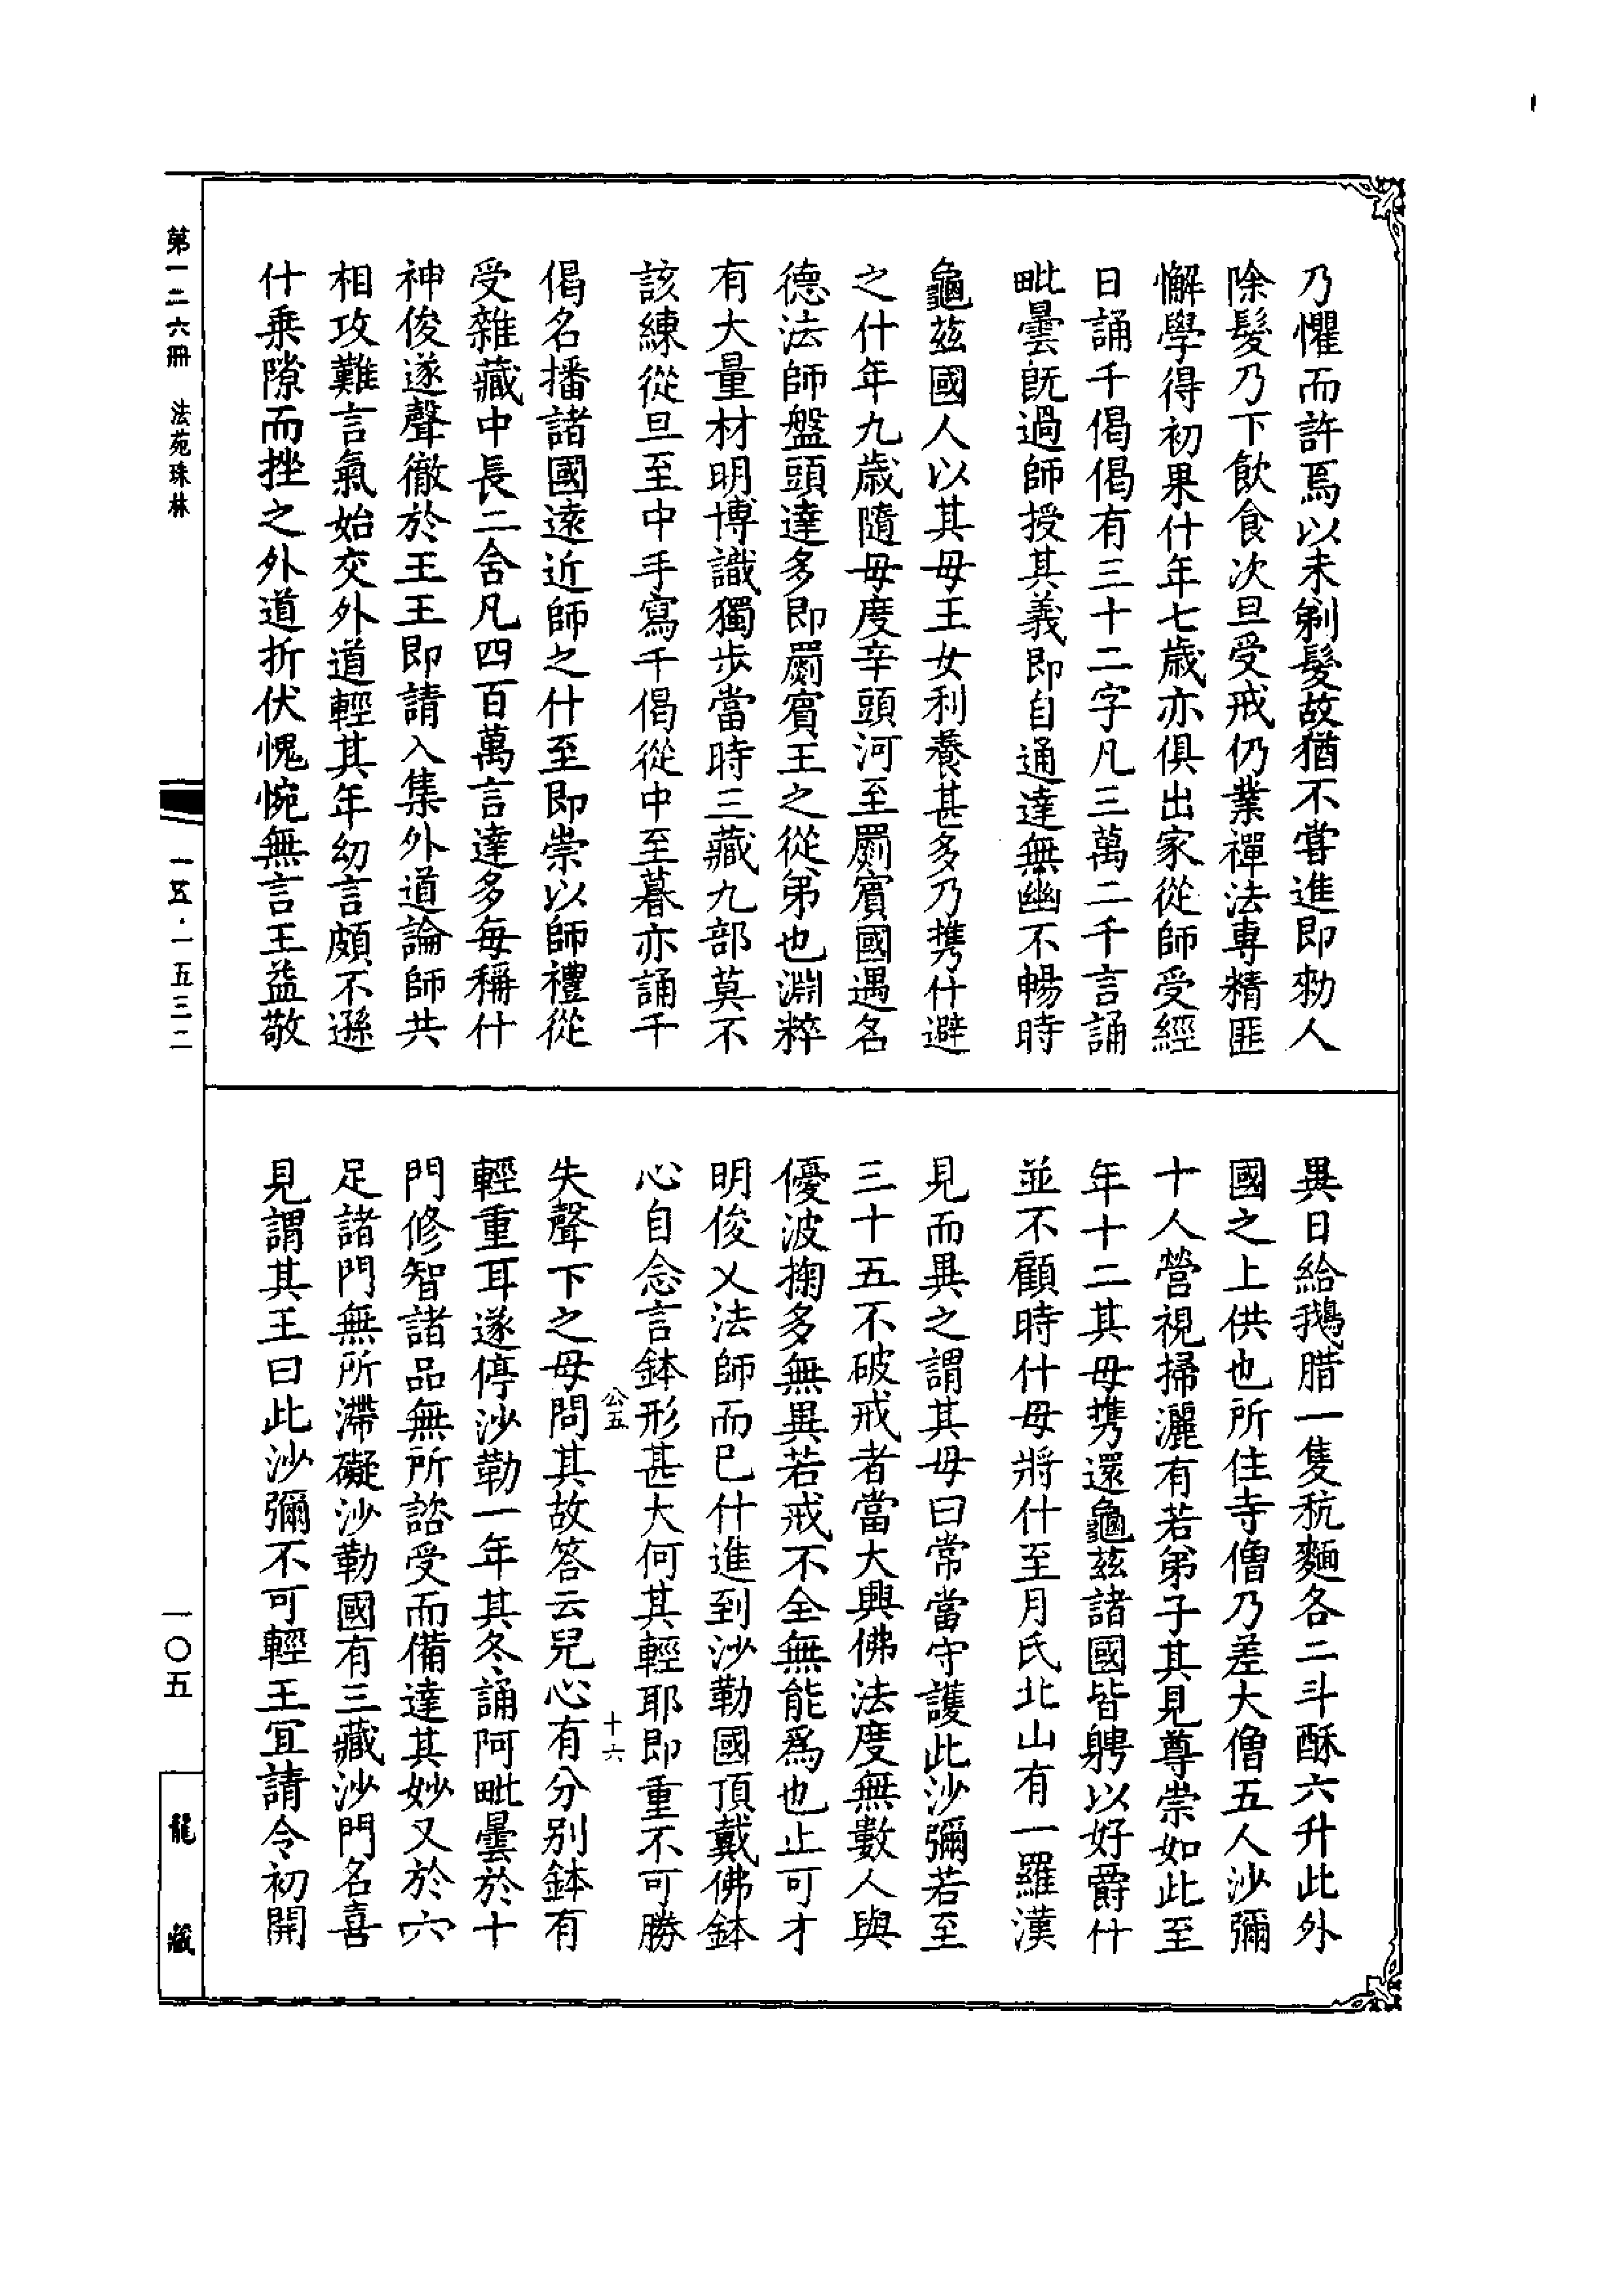 乃懼而許焉以未剃髮故猶不嘗進即勑人
除髮乃下飲食次旦受戒仍業禪法專精匪
懈學得初果什年七歲亦俱出家從師受經
日誦千偈偈有三十二字凡三萬二千言誦
毗曇旣過師授其義即自通達無幽不暢時
龜茲國人以其母王女利養甚多乃攜什避
之什年九歲隨母度辛頭河至罽賓國遇名
德法師盤頭達多即罽賓王之從弟也淵粹
有大量材明博識獨步當時三藏九部莫不
該練從旦至中手寫千偈從中至暮亦誦千
偈名播諸國遠近師之什至即崇以師禮從
受雜藏中長二含凡四百萬言達多每稱什
神俊遂聲徹於王王即請入集外道論師共
相攻難言氣始交外道輕其年幼言頗不遜
什乘隙而挫之外道折伏愧惋無言王益敬
異日給鵝腊一隻秔麵各二斗酥六升此外
國之上供也所住寺僧乃差大僧五人沙彌
十人營視掃灑有若弟子其見尊崇如此至
年十二其母攜還龜茲諸國皆聘以好爵什
並不顧時什母將什至月氏北山有一羅漢
見而異之謂其母曰常當守護此沙彌若至
三十五不破戒者當大興佛法度無數人與
優波掬多無異若戒不全無能爲也止可才
明俊乂法師而已什進到沙勒國頂戴佛鉢
心自念言鉢形甚大何其輕耶即重不可勝
公五 十六
失聲下之母問其故答云兒心有分別鉢有
輕重耳遂停沙勒一年其冬誦阿毗曇於十
門修智諸品無所諮受而備達其妙又於六
足諸門無所滯礙沙勒國有三藏沙門名喜
見謂其王曰此沙彌不可輕王宜請令初開
第一二六冊 法苑珠林
一五·一五三二
一〇五
龍藏